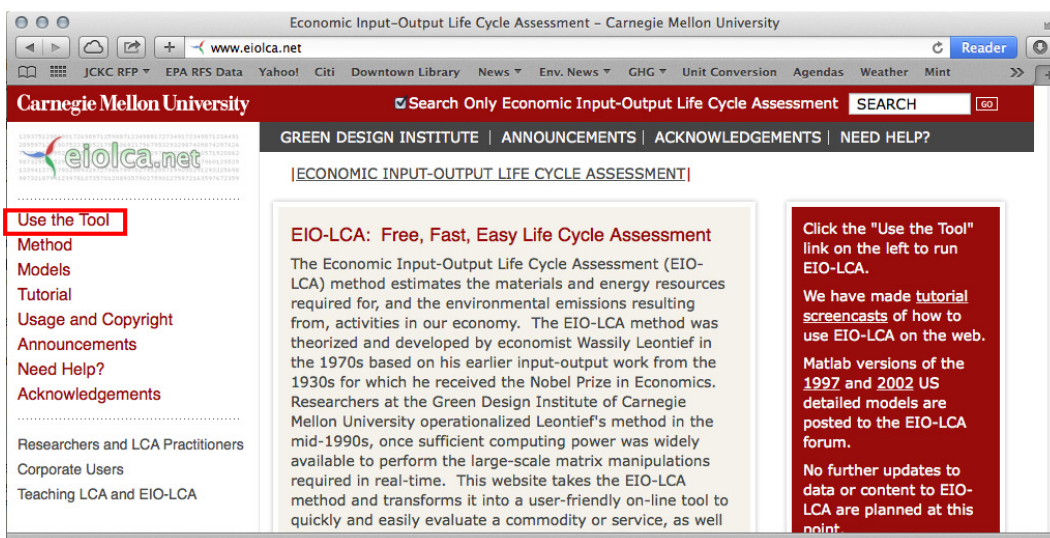 Economic Input-Output Life Cycle Assessment – Carnegie Mellon University
www.eiolca.net
Reader
JCKC RFP EPA RFS Data Yahoo! Citi Downtown Library News Env. News GHG Unit Conversion Agendas Weather Mint
Carnegie Mellon University
Search Only Economic Input-Output Life Cycle Assessment SEARCH GO
GREEN DESIGN INSTITUTE | ANNOUNCEMENTS | ACKNOWLEDGEMENTS | NEED HELP?
eiolca.net
|ECONOMIC INPUT-OUTPUT LIFE CYCLE ASSESSMENT|
Use the Tool
Method
Models
Tutorial
Usage and Copyright
Announcements
Need Help?
Acknowledgements
Researchers and LCA Practitioners
Corporate Users
Teaching LCA and EIO-LCA
EIO-LCA: Free, Fast, Easy Life Cycle Assessment
The Economic Input-Output Life Cycle Assessment (EIO-
LCA) method estimates the materials and energy resources
required for, and the environmental emissions resulting
from, activities in our economy. The EIO-LCA method was
theorized and developed by economist Wassily Leontief in
the 1970s based on his earlier input-output work from the
1930s for which he received the Nobel Prize in Economics.
Researchers at the Green Design Institute of Carnegie
Mellon University operationalized Leontief's method in the
mid-1990s, once sufficient computing power was widely
available to perform the large-scale matrix manipulations
required in real-time. This website takes the EIO-LCA
method and transforms it into a user-friendly on-line tool to
quickly and easily evaluate a commodity or service, as well
Click the "Use the Tool"
link on the left to run
EIO-LCA.
We have made tutorial
screencasts of how to
use EIO-LCA on the web.
Matlab versions of the
1997 and 2002 US
detailed models are
posted to the EIO-LCA
forum.
No further updates to
data or content to EIO-
LCA are planned at this
point.